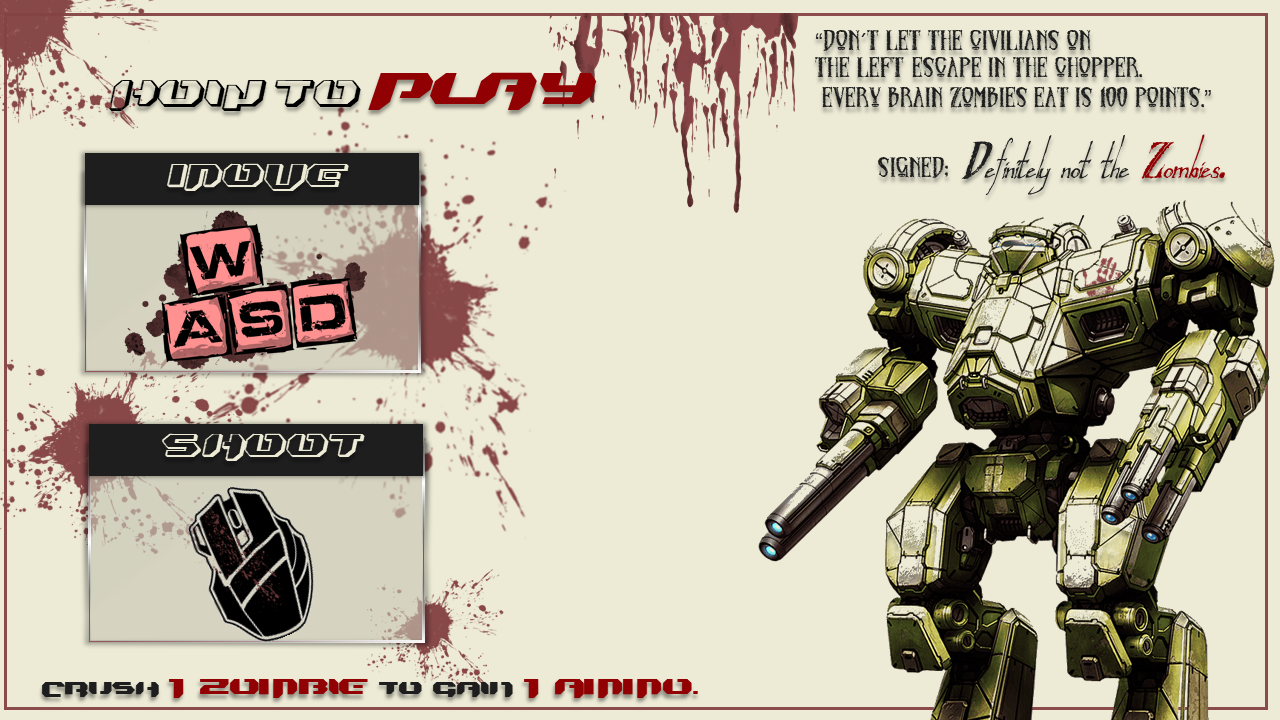 HOW TO PLAY
"DON'T LET THE CIVILIANS ON
THE LEFT ESCAPE IN THE CHOPPER.
EVERY BRAIN ZOMBIES EAT IS 100 POINTS."
SIGNED: Definitely not the Zombies.
MOVE
W
A S D
SHOOT
CRUSH 1 ZOMBIE TO GAIN 1 AMMO.